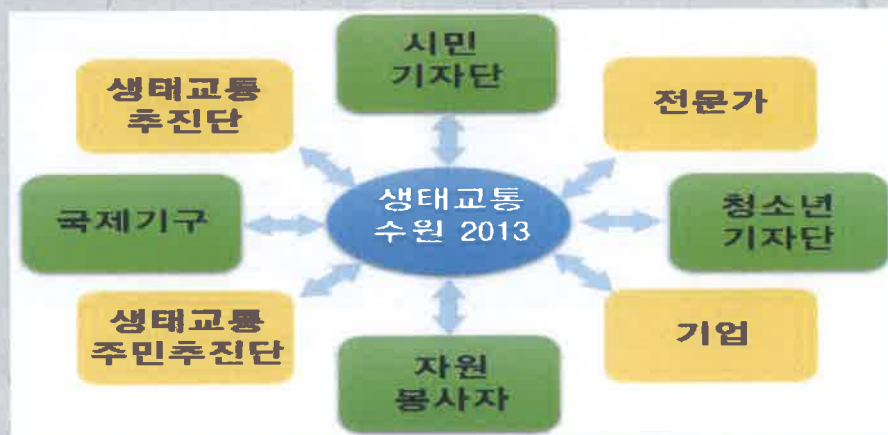 시민
기자단
생태교통
추진단
전문가
생태교통
수원 2013
국제기구
청소년
기자단
생태교통
주민추진단
기업
자원
봉사자